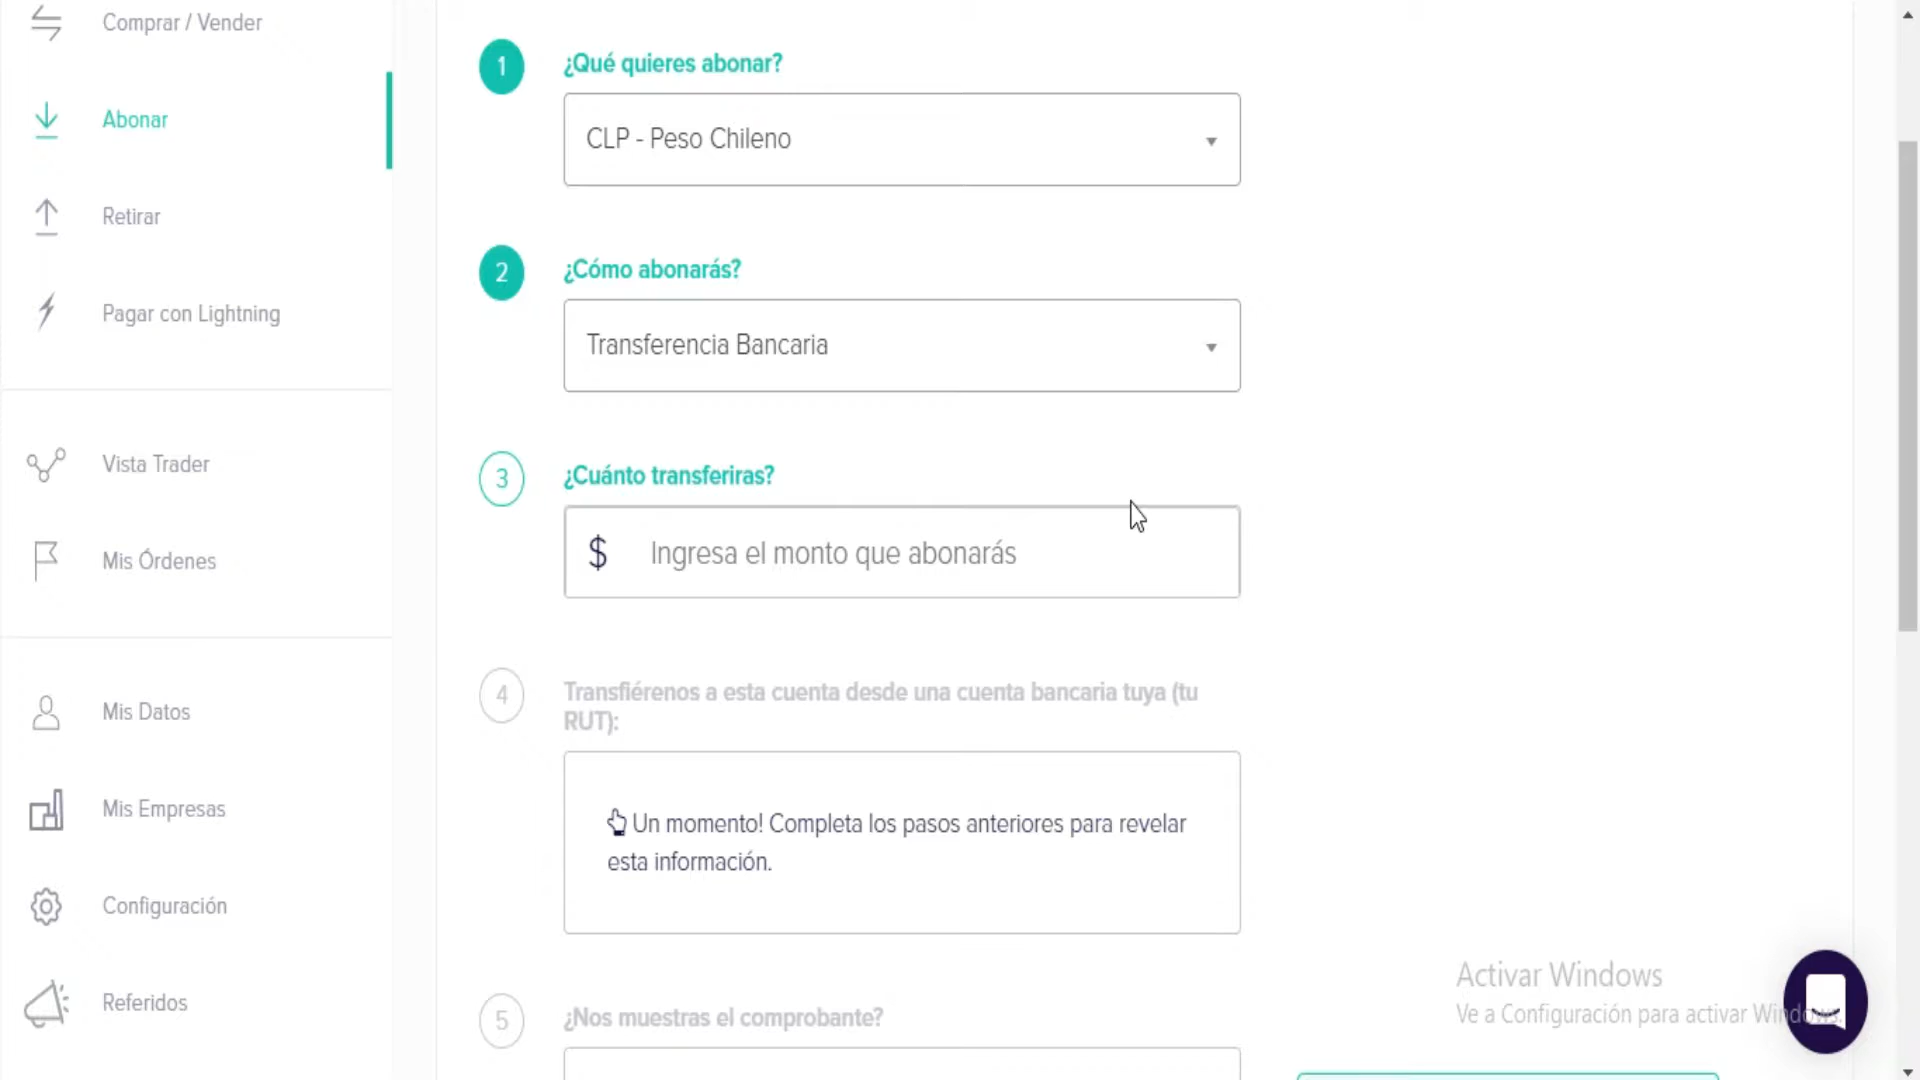 Comprar / Vender
Abonar
Retirar
Pagar con Lightning
Vista Trader
Mis Órdenes
Mis Datos
Mis Empresas
Configuración
Referidos
1
¿Qué quieres abonar?
CLP - Peso Chileno
2
¿Cómo abonarás?
Transferencia Bancaria
3
¿Cuánto transferiras?
$ Ingresa el monto que abonarás
4
Transfiérenos a esta cuenta desde una cuenta bancaria tuya (tu
RUT):
Un momento! Completa los pasos anteriores para revelar
esta información.
5
¿Nos muestras el comprobante?
Activar Windows
Ve a Configuración para activar Windows.